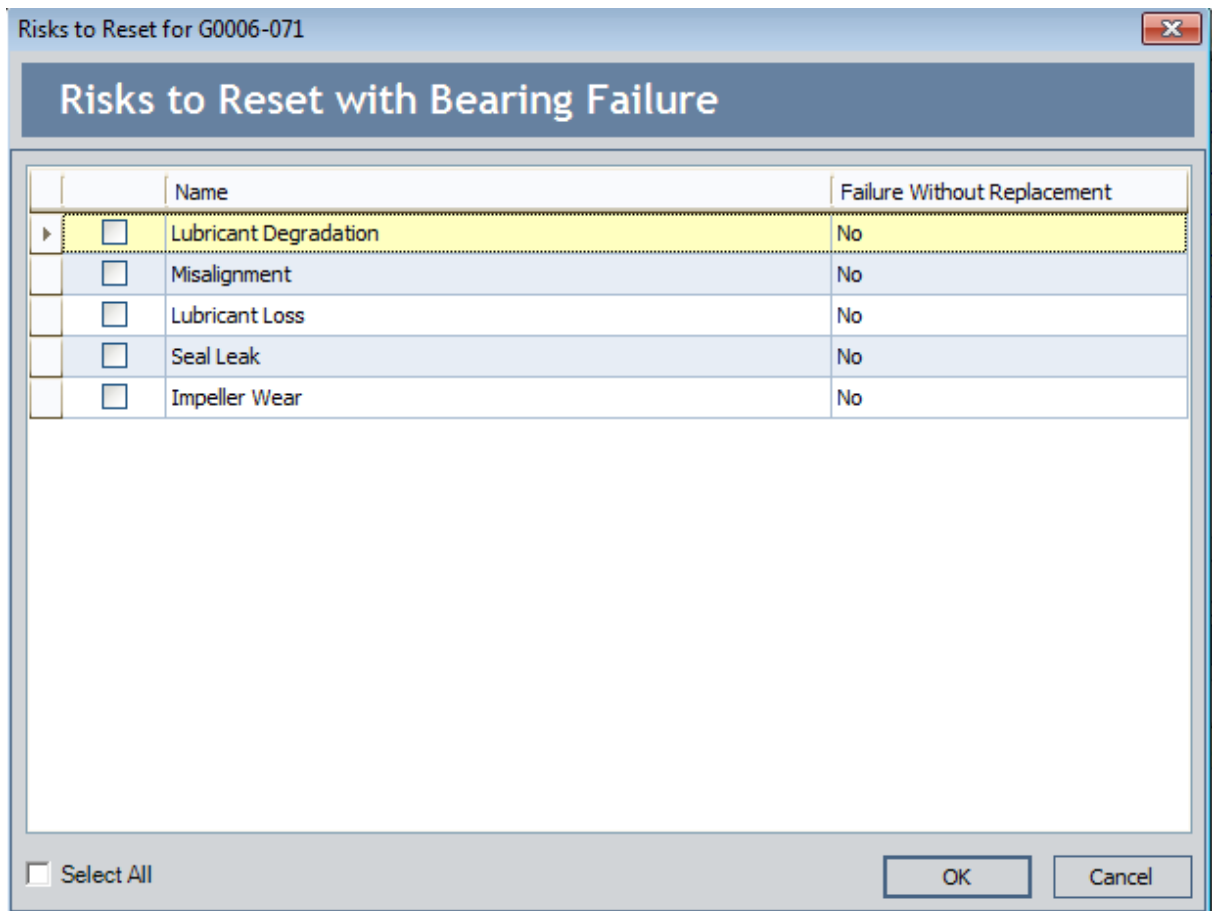 Risks to Reset for G0006-071
Risks to Reset with Bearing Failure
Name Failure Without Replacement
Lubricant Degradation No
Misalignment No
Lubricant Loss No
Seal Leak No
Impeller Wear No
Select All OK Cancel